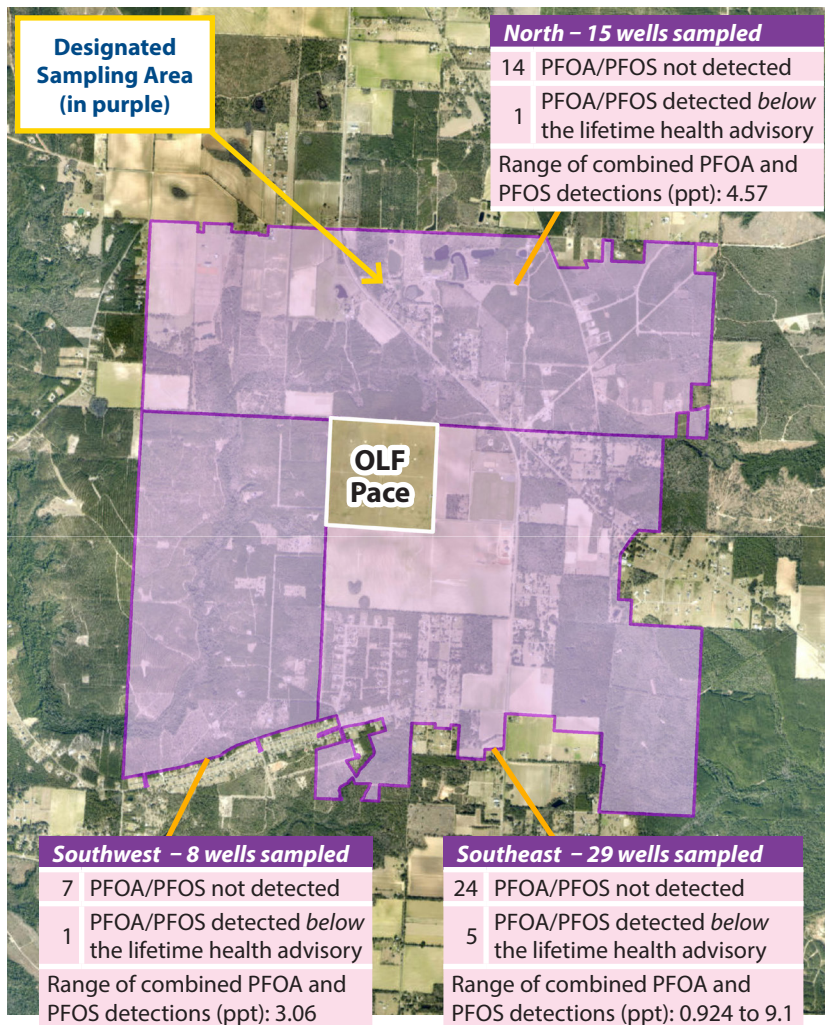 Designated
Sampling Area
(in purple)
North – 15 wells sampled
14 PFOA/PFOS not detected
1 PFOA/PFOS detected below
the lifetime health advisory
Range of combined PFOA and
PFOS detections (ppt): 4.57
OLF
Pace
Southwest – 8 wells sampled
7 PFOA/PFOS not detected
1 PFOA/PFOS detected below
the lifetime health advisory
Range of combined PFOA and
PFOS detections (ppt): 3.06
Southeast – 29 wells sampled
24 PFOA/PFOS not detected
5 PFOA/PFOS detected below
the lifetime health advisory
Range of combined PFOA and
PFOS detections (ppt): 0.924 to 9.1